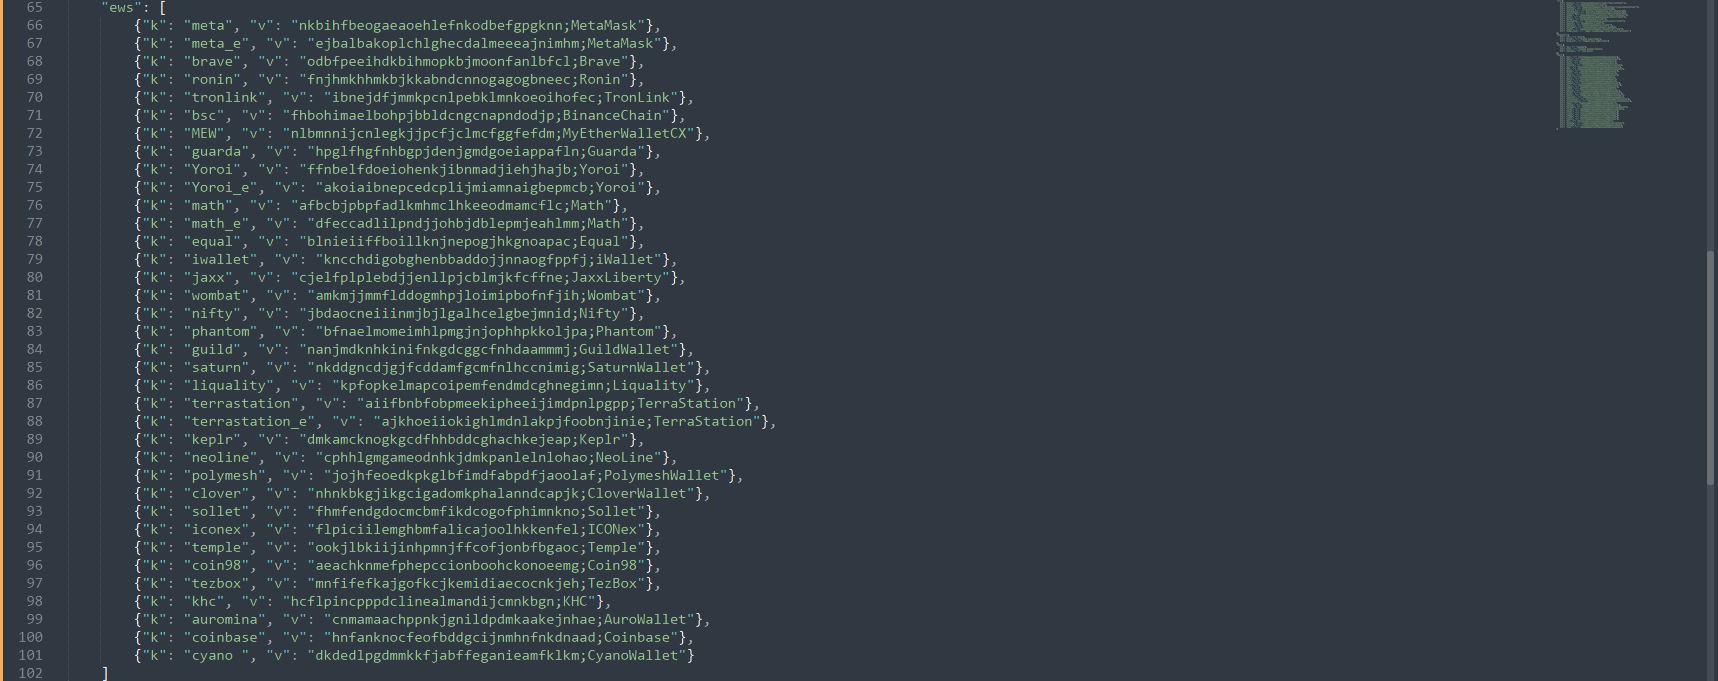 65 "ews": [
66 {"k": "meta", "v": "nkbihfbeogaeaoehlefnkodbefgpgknn;MetaMask"},
67 {"k": "meta_e", "v": "ejbalbakoplchlghecdalmeeeajnimhm;MetaMask"},
68 {"k": "brave", "v": "odbfpeeihdkbihmopkbjmoonfanlbfcl;Brave"},
69 {"k": "ronin", "v": "fnjhmkhhmkbjkkabndcnnogagogbneec;Ronin"},
70 {"k": "tronlink", "v": "ibnejdfjmmkpcnlpebklmnkoeoihofec;TronLink"},
71 {"k": "bsc", "v": "fhbohimaelbohpjbbldcngcnapndodjp;BinanceChain"},
72 {"k": "MEW", "v": "nlbmnnijcnlegkjjpcfjclmcfggfefdm;MyEtherWalletCX"},
73 {"k": "guarda", "v": "hpglfhgfnhbgpjdenjgmdgoeiappafln;Guarda"},
74 {"k": "Yoroi", "v": "ffnbelfdoeiohenkjibnmadjiehjhajb;Yoroi"},
75 {"k": "Yoroi_e", "v": "akoiaibnepcedcplijmiamnaigbepmcb;Yoroi"},
76 {"k": "math", "v": "afbcbjpbpfadlkmhmclhkeeodmamcflc;Math"},
77 {"k": "math_e", "v": "dfeccadlilpndjjohbjdblepmjeahlmm;Math"},
78 {"k": "equal", "v": "blnieiiffboillknjnepogjhkgnoapac;Equal"},
79 {"k": "iwallet", "v": "kncchdigobghenbbaddojjnnaogfppfj;iWallet"},
80 {"k": "jaxx", "v": "cjelfplplebdjjenllpjcblmjkfcffne;JaxxLiberty"},
81 {"k": "wombat", "v": "amkmjjmmflddogmhpjloimipbofnfjih;Wombat"},
82 {"k": "nifty", "v": "jbdaocneiiinmjbjlgalhcelgbejmnid;Nifty"},
83 {"k": "phantom", "v": "bfnaelmomeimhlpmgjnjophhpkkoljpa;Phantom"},
84 {"k": "guild", "v": "nanjmdknhkinifnkgdcggcfnhdaammmj;GuildWallet"},
85 {"k": "saturn", "v": "nkddgncdjgjfcddamfgcmfnlhccnimig;SaturnWallet"},
86 {"k": "liquality", "v": "kpfopkelmapcoipemfendmdcghnegimn;Liquality"},
87 {"k": "terrastation", "v": "aiifbnbfobpmeekipheeijimdpnlpgpp;TerraStation"},
88 {"k": "terrastation_e", "v": "ajkhoeiiokighlmdnlakpjfoobnjinie;TerraStation"},
89 {"k": "keplr", "v": "dmkamcknogkgcdfhhbddcghachkejeap;Keplr"},
90 {"k": "neoline", "v": "cphhlgmgameodnhkjdmkpanlelnlohao;NeoLine"},
91 {"k": "polymesh", "v": "jojhfeoedkpkglbfimdfabpdfjaoolaf;PolymeshWallet"},
92 {"k": "clover", "v": "nhnkbkgjikgcigadomkphalanndcapjk;CloverWallet"},
93 {"k": "sollet", "v": "fhmfendgdocmcbmfikdcogofphimnkno;Sollet"},
94 {"k": "iconex", "v": "flpiciilemghbmfalicajoolhkkenfel;ICONex"},
95 {"k": "temple", "v": "ookjlbkiijinhpmnjffcofjonbfbgaoc;Temple"},
96 {"k": "coin98", "v": "aeachknmefphepccionboohckonoeemg;Coin98"},
97 {"k": "tezbox", "v": "mnfifefkajgofkcjkemidiaecocnkjeh;TezBox"},
98 {"k": "khc", "v": "hcflpincpppdclinealmandijcmnkbgn;KHC"},
99 {"k": "auromina", "v": "cnmamaachppnkjgnildpdmkaakejnhae;AuroWallet"},
100 {"k": "coinbase", "v": "hnfanknocfeofbddgcijnmhnfnkdnaad;Coinbase"},
101 {"k": "cyano ", "v": "dkdedlpgdmmkkfjabffeganieamfklkm;CyanoWallet"}
102 ]